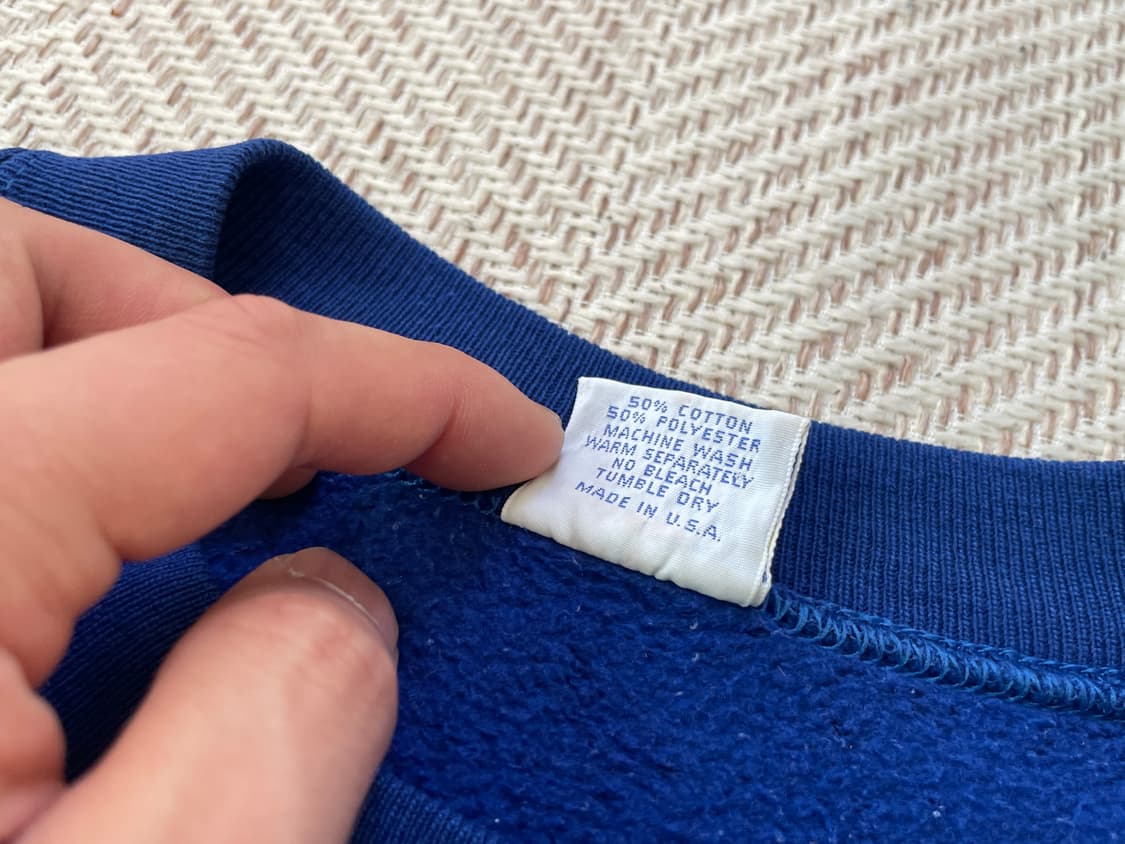 50% COTTON
50% POLYESTER
MACHINE WASH
WARM SEPARATELY
NO BLEACH
TUMBLE DRY
MADE IN U.S.A.